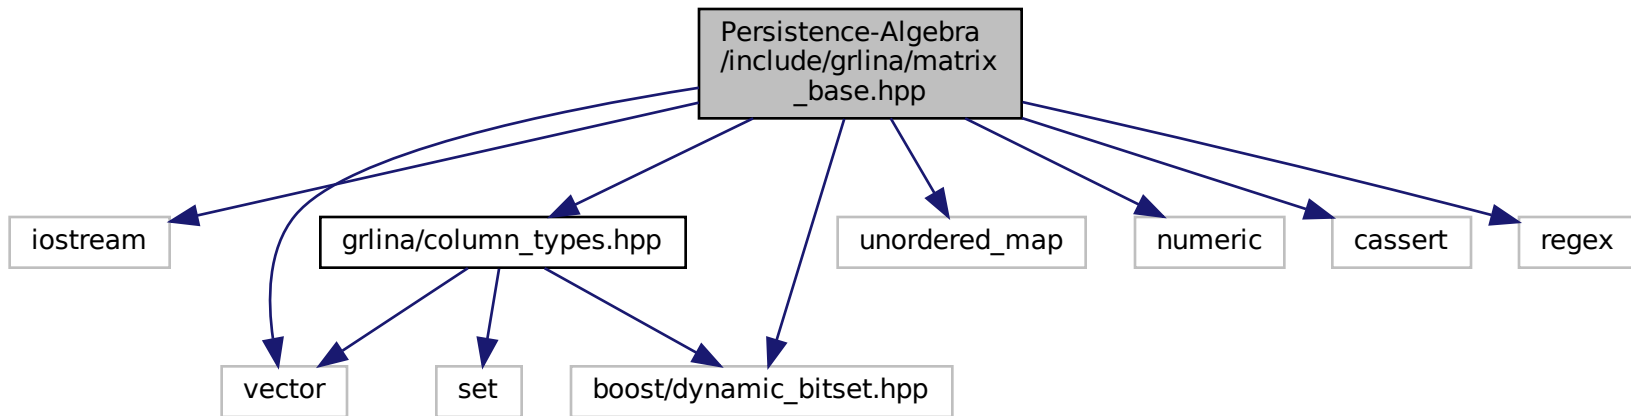 Persistence-Algebra
/include/grlina/matrix
_base.hpp
iostream
grlina/column_types.hpp
unordered_map
numeric
cassert
regex
vector
set
boost/dynamic_bitset.hpp